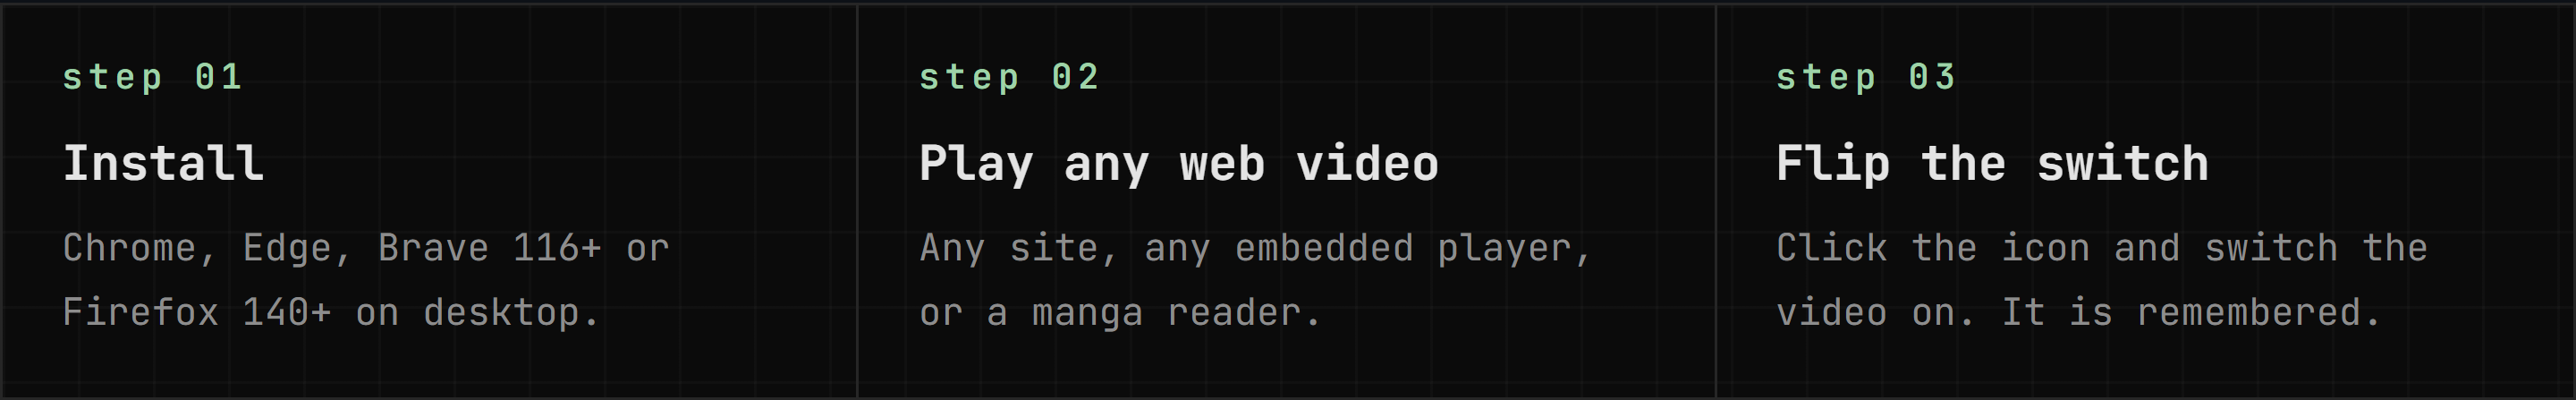 step 01
Install
Chrome, Edge, Brave 116+ or
Firefox 140+ on desktop.
step 02
Play any web video
Any site, any embedded player,
or a manga reader.
step 03
Flip the switch
Click the icon and switch the
video on. It is remembered.